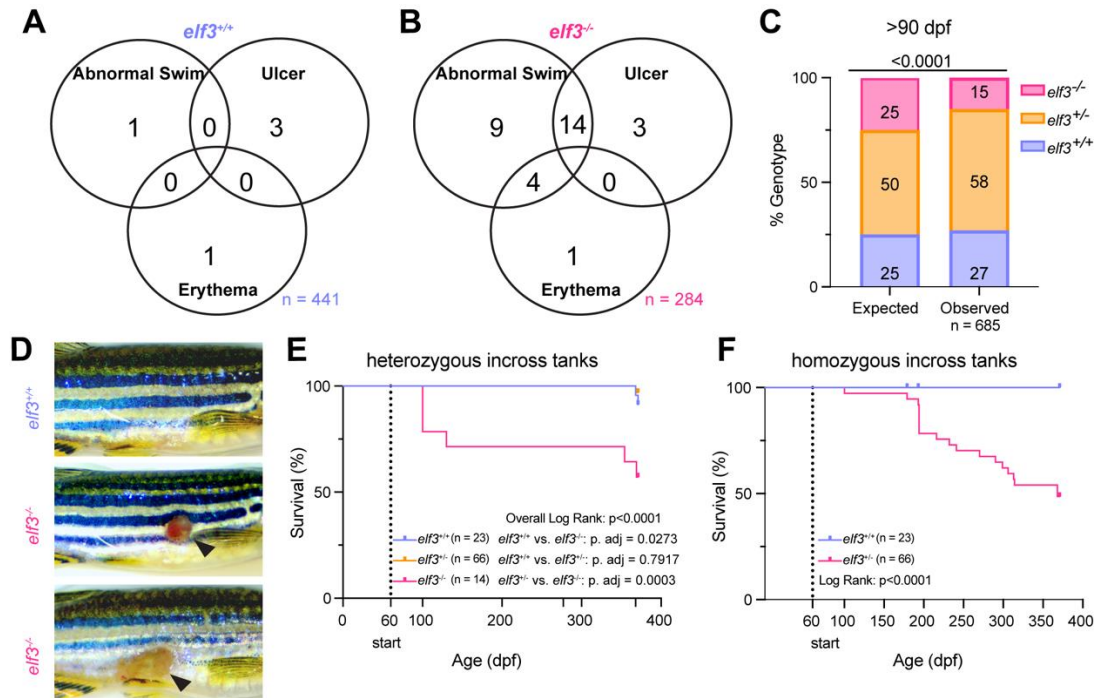 A
elf3+/+
Abnormal Swim
Ulcer
1
0
3
0
0
1
Erythema
n = 441
B
elf3-/-
Abnormal Swim
Ulcer
9
14
3
4
0
1
Erythema
n = 284
C
>90 dpf
<0.0001
100
50
0
% Genotype
25
50
25
15
58
27
Expected
Observed
n = 685
elf3-/-
elf3+/-
elf3+/+
D
elf3+/+
elf3-/-
elf3-/-
E
heterozygous incross tanks
100
50
0
Survival (%)
Overall Log Rank: p<0.0001
elf3+/+ (n = 23) elf3+/+ vs. elf3-/-: p. adj = 0.0273
elf3+/- (n = 66) elf3+/+ vs. elf3+/-: p. adj = 0.7917
elf3-/- (n = 14) elf3+/- vs. elf3-/-: p. adj = 0.0003
0 60 100 200 300 400
start
Age (dpf)
F
homozygous incross tanks
100
50
0
Survival (%)
elf3+/+ (n = 23)
elf3+/- (n = 66)
Log Rank: p<0.0001
0 60 100 150 200 250 300 350 400
start
Age (dpf)